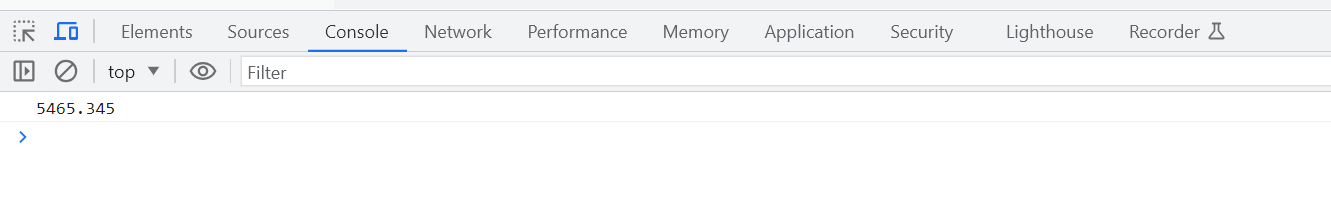 Elements Sources Console Network Performance Memory Application Security Lighthouse Recorder
top Filter
5465.345